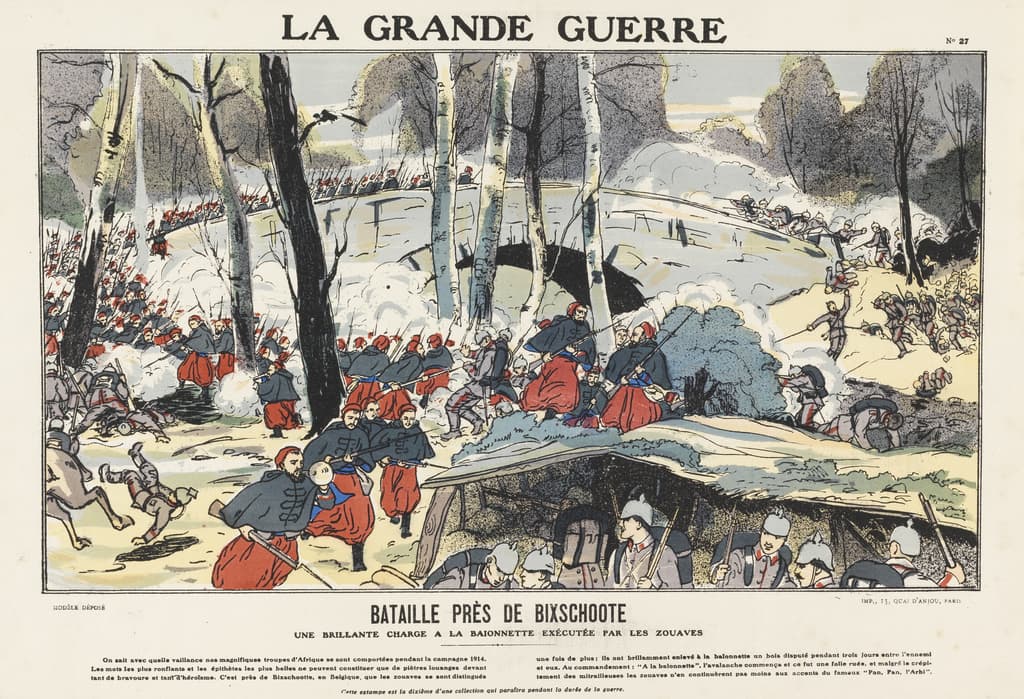 LA GRANDE GUERRE
Nº 27
MODÈLE DÉPOSÉ
IMP., 13, QUAI D'ANJOU, PARIS
BATAILLE PRÈS DE BIXSCHOOTE
UNE BRILLANTE CHARGE A LA BAIONNETTE EXÉCUTÉE PAR LES ZOUAVES
On sait avec quelle vaillance nos magnifiques troupes d'Afrique se sont comportées pendant la campagne 1914.
Les mots les plus ronflants et les épithètes les plus belles ne peuvent constituer que de piètres louanges devant
tant de bravoure et tant d'héroïsme. C'est près de Bixschoote, en Belgique, que les zouaves se sont distingués
une fois de plus; ils ont brillamment enlevé à la baïonnette un bois disputé pendant trois jours entre l'ennemi
et eux. Au commandement : "A la baïonnette", l'avalanche commença et ce fut une folie ruée, et malgré le crépi-
tement des mitrailleuses les zouaves n'en continuèrent pas moins aux accents du fameux "Pan, Pan, l'Arbi".
Cette estampe est la dixième d'une collection qui paraîtra pendant la durée de la guerre.